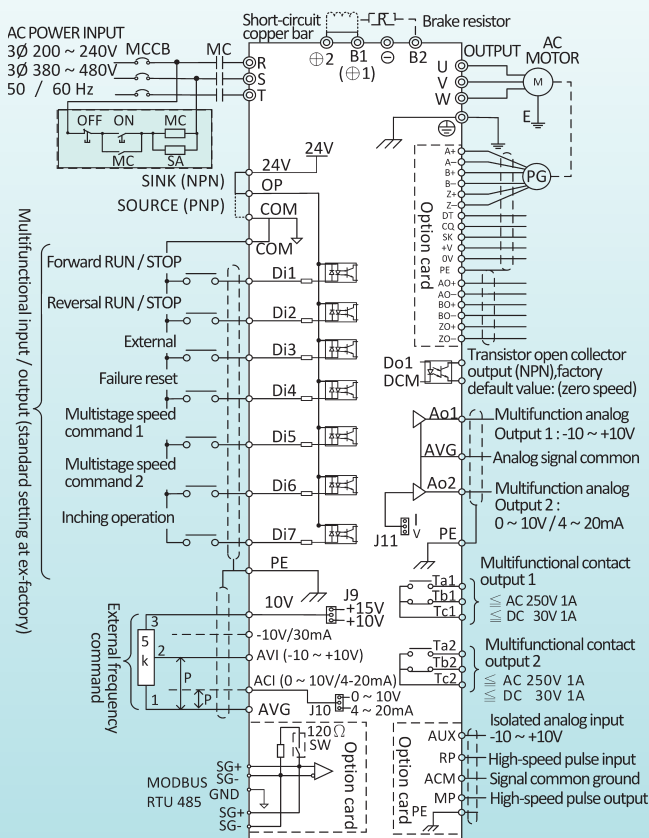 Short-circuit
copper bar
R
Brake resistor
AC POWER INPUT
3Ø 200 ~ 240V
3Ø 380 ~ 480V
50 / 60 Hz
MCCB
MC
R
S
T
⊕2
B1
(⊕1)
⊖
B2
OUTPUT
U
V
W
AC
MOTOR
M
E
OFF
ON
MC
MC
SA
24V
24V
SINK (NPN)
OP
SOURCE (PNP)
COM
COM
Option card
A+
A−
B+
B−
Z+
Z−
DT
CQ
SK
+V
0V
PE
AO+
AO−
BO+
BO−
ZO+
ZO−
PG
Multifunctional input / output (standard setting at ex-factory)
Forward RUN / STOP
Di1
Reversal RUN / STOP
Di2
External
Di3
Failure reset
Di4
Multistage speed
command 1
Di5
Multistage speed
command 2
Di6
Inching operation
Di7
PE
Do1
DCM
Transistor open collector
output (NPN),factory
default value: (zero speed)
Ao1
Multifunction analog
Output 1 : -10 ~ +10V
AVG
Analog signal common
Ao2
Multifunction analog
Output 2 :
0 ~ 10V / 4 ~ 20mA
I
V
J11
PE
External frequency
command
3
5
k
2
1
P
P
10V
J9
+15V
+10V
-10V/30mA
AVI (-10 ~ +10V)
ACI (0 ~ 10V/4-20mA)
AVG
J10
0 ~ 10V
4 ~ 20mA
Ta1
Tb1
Tc1
Multifunctional contact
output 1
≦ AC 250V 1A
≦ DC 30V 1A
Ta2
Tb2
Tc2
Multifunctional contact
output 2
≦ AC 250V 1A
≦ DC 30V 1A
MODBUS
RTU 485
SG+
SG-
GND
SG+
SG-
120Ω
SW
Option card
Option card
AUX
Isolated analog input
-10 ~ +10V
RP
High-speed pulse input
ACM
Signal common ground
MP
High-speed pulse output
PE